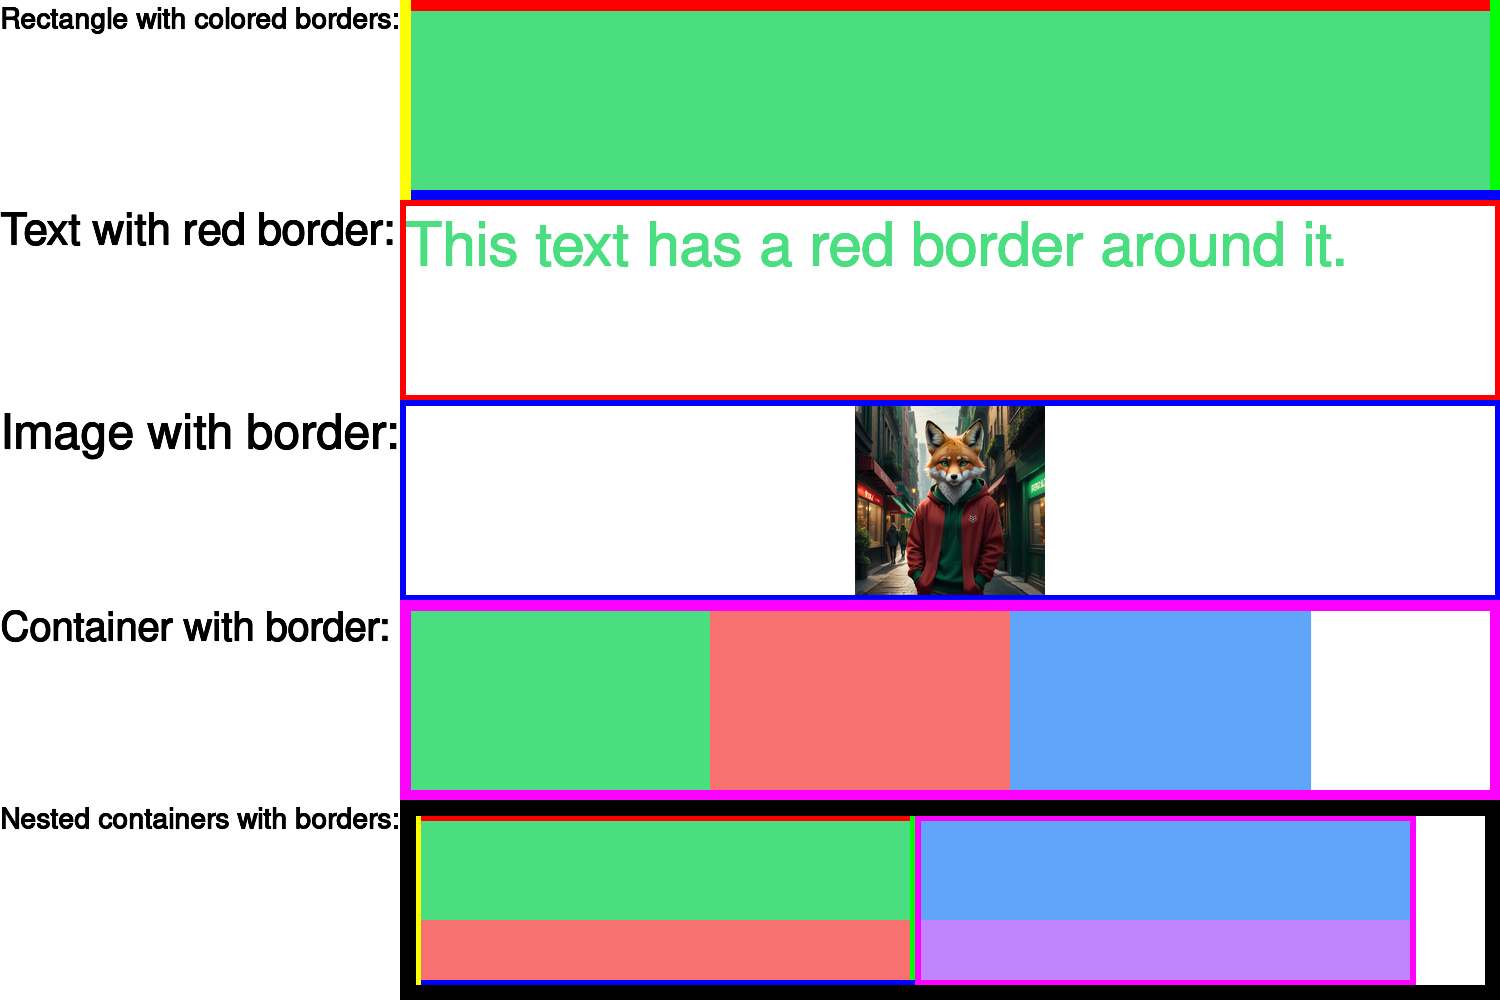 Rectangle with colored borders:
Text with red border:
This text has a red border around it.
Image with border:
Container with border:
Nested containers with borders: